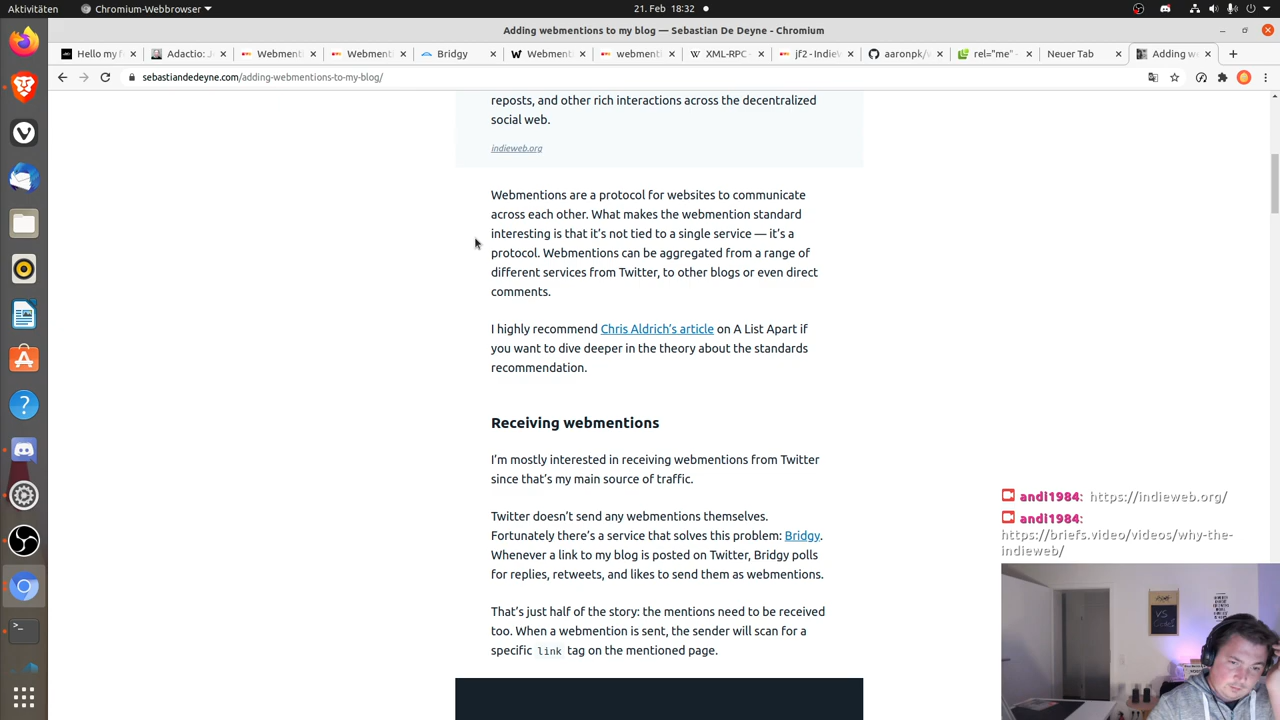 Aktivitäten
Chromium-Webbrowser
21. Feb 18:32
Adding webmentions to my blog — Sebastian De Deyne - Chromium
Hello my f
Adactio: J
Webment
Webment
Bridgy
Webment
webmenti
XML-RPC
jf2 - IndieW
aaronpk/
rel="me" -
Neuer Tab
Adding w
sebastiandedeyne.com/adding-webmentions-to-my-blog/
reposts, and other rich interactions across the decentralized
social web.
indieweb.org
Webmentions are a protocol for websites to communicate
across each other. What makes the webmention standard
interesting is that it's not tied to a single service — it's a
protocol. Webmentions can be aggregated from a range of
different services from Twitter, to other blogs or even direct
comments.
I highly recommend Chris Aldrich's article on A List Apart if
you want to dive deeper in the theory about the standards
recommendation.
Receiving webmentions
I'm mostly interested in receiving webmentions from Twitter
since that's my main source of traffic.
Twitter doesn't send any webmentions themselves.
Fortunately there's a service that solves this problem: Bridgy.
Whenever a link to my blog is posted on Twitter, Bridgy polls
for replies, retweets, and likes to send them as webmentions.
That's just half of the story: the mentions need to be received
too. When a webmention is sent, the sender will scan for a
specific link tag on the mentioned page.
andi1984: https://indieweb.org/
andi1984:
https://briefs.video/videos/why-the-
indieweb/